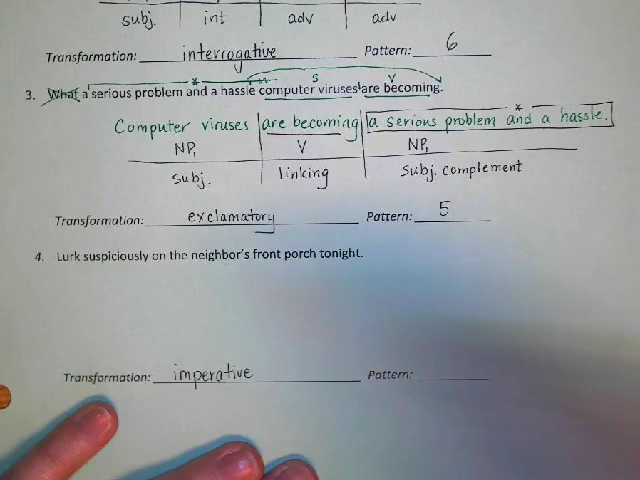 subj. int adv adv
Transformation: interrogative Pattern: 6
* S V
3. What a serious problem and a hassle computer viruses are becoming.
Computer viruses are becoming a serious problem and a hassle. *
NP₁ V NP₁
subj. linking subj. complement
Transformation: exclamatory Pattern: 5
4. Lurk suspiciously on the neighbor's front porch tonight.
Transformation: imperative Pattern: